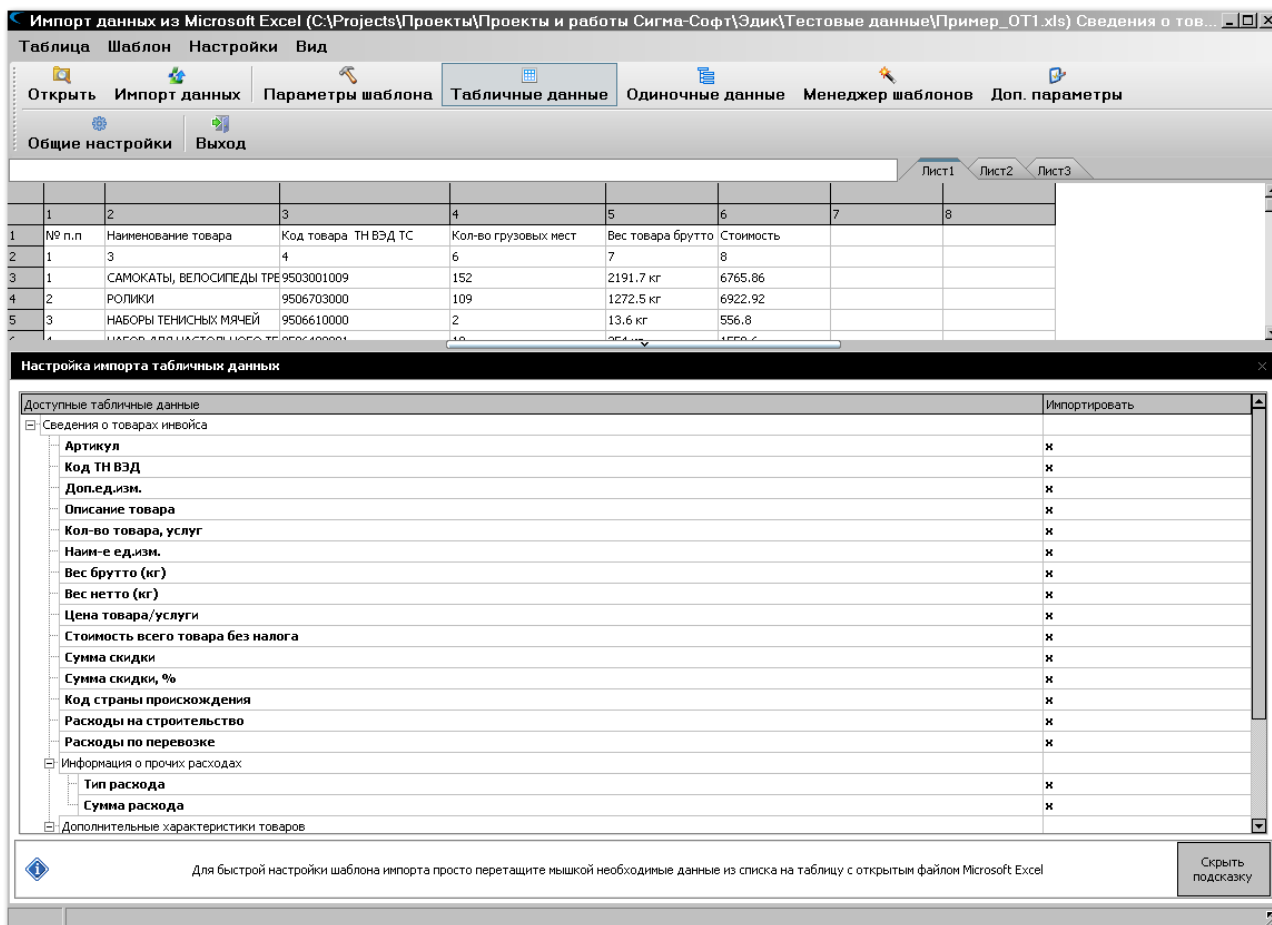 Импорт данных из Microsoft Excel (C:\Projects\Проекты\Проекты и работы Сигма-Софт\Эдик\Тестовые данные\Пример_ОТ1.xls) Сведения о тов...
Таблица Шаблон Настройки Вид
Открыть Импорт данных Параметры шаблона Табличные данные Одиночные данные Менеджер шаблонов Доп. параметры
Общие настройки Выход
Лист1 Лист2 Лист3
1 2 3 4 5 6 7 8
1 № п.п Наименование товара Код товара ТН ВЭД ТС Кол-во грузовых мест Вес товара брутто Стоимость
2 1 3 4 6 7 8
3 1 САМОКАТЫ, ВЕЛОСИПЕДЫ ТРЕ 9503001009 152 2191.7 кг 6765.86
4 2 РОЛИКИ 9506703000 109 1272.5 кг 6922.92
5 3 НАБОРЫ ТЕНИСНЫХ МЯЧЕЙ 9506610000 2 13.6 кг 556.8
Настройка импорта табличных данных
Доступные табличные данные Импортировать
Сведения о товарах инвойса
Артикул x
Код ТН ВЭД x
Доп.ед.изм. x
Описание товара x
Кол-во товара, услуг x
Наим-е ед.изм. x
Вес брутто (кг) x
Вес нетто (кг) x
Цена товара/услуги x
Стоимость всего товара без налога x
Сумма скидки x
Сумма скидки, % x
Код страны происхождения x
Расходы на строительство x
Расходы по перевозке x
Информация о прочих расходах
Тип расхода x
Сумма расхода x
Дополнительные характеристики товаров
Для быстрой настройки шаблона импорта просто перетащите мышкой необходимые данные из списка на таблицу с открытым файлом Microsoft Excel
Скрыть
подсказку